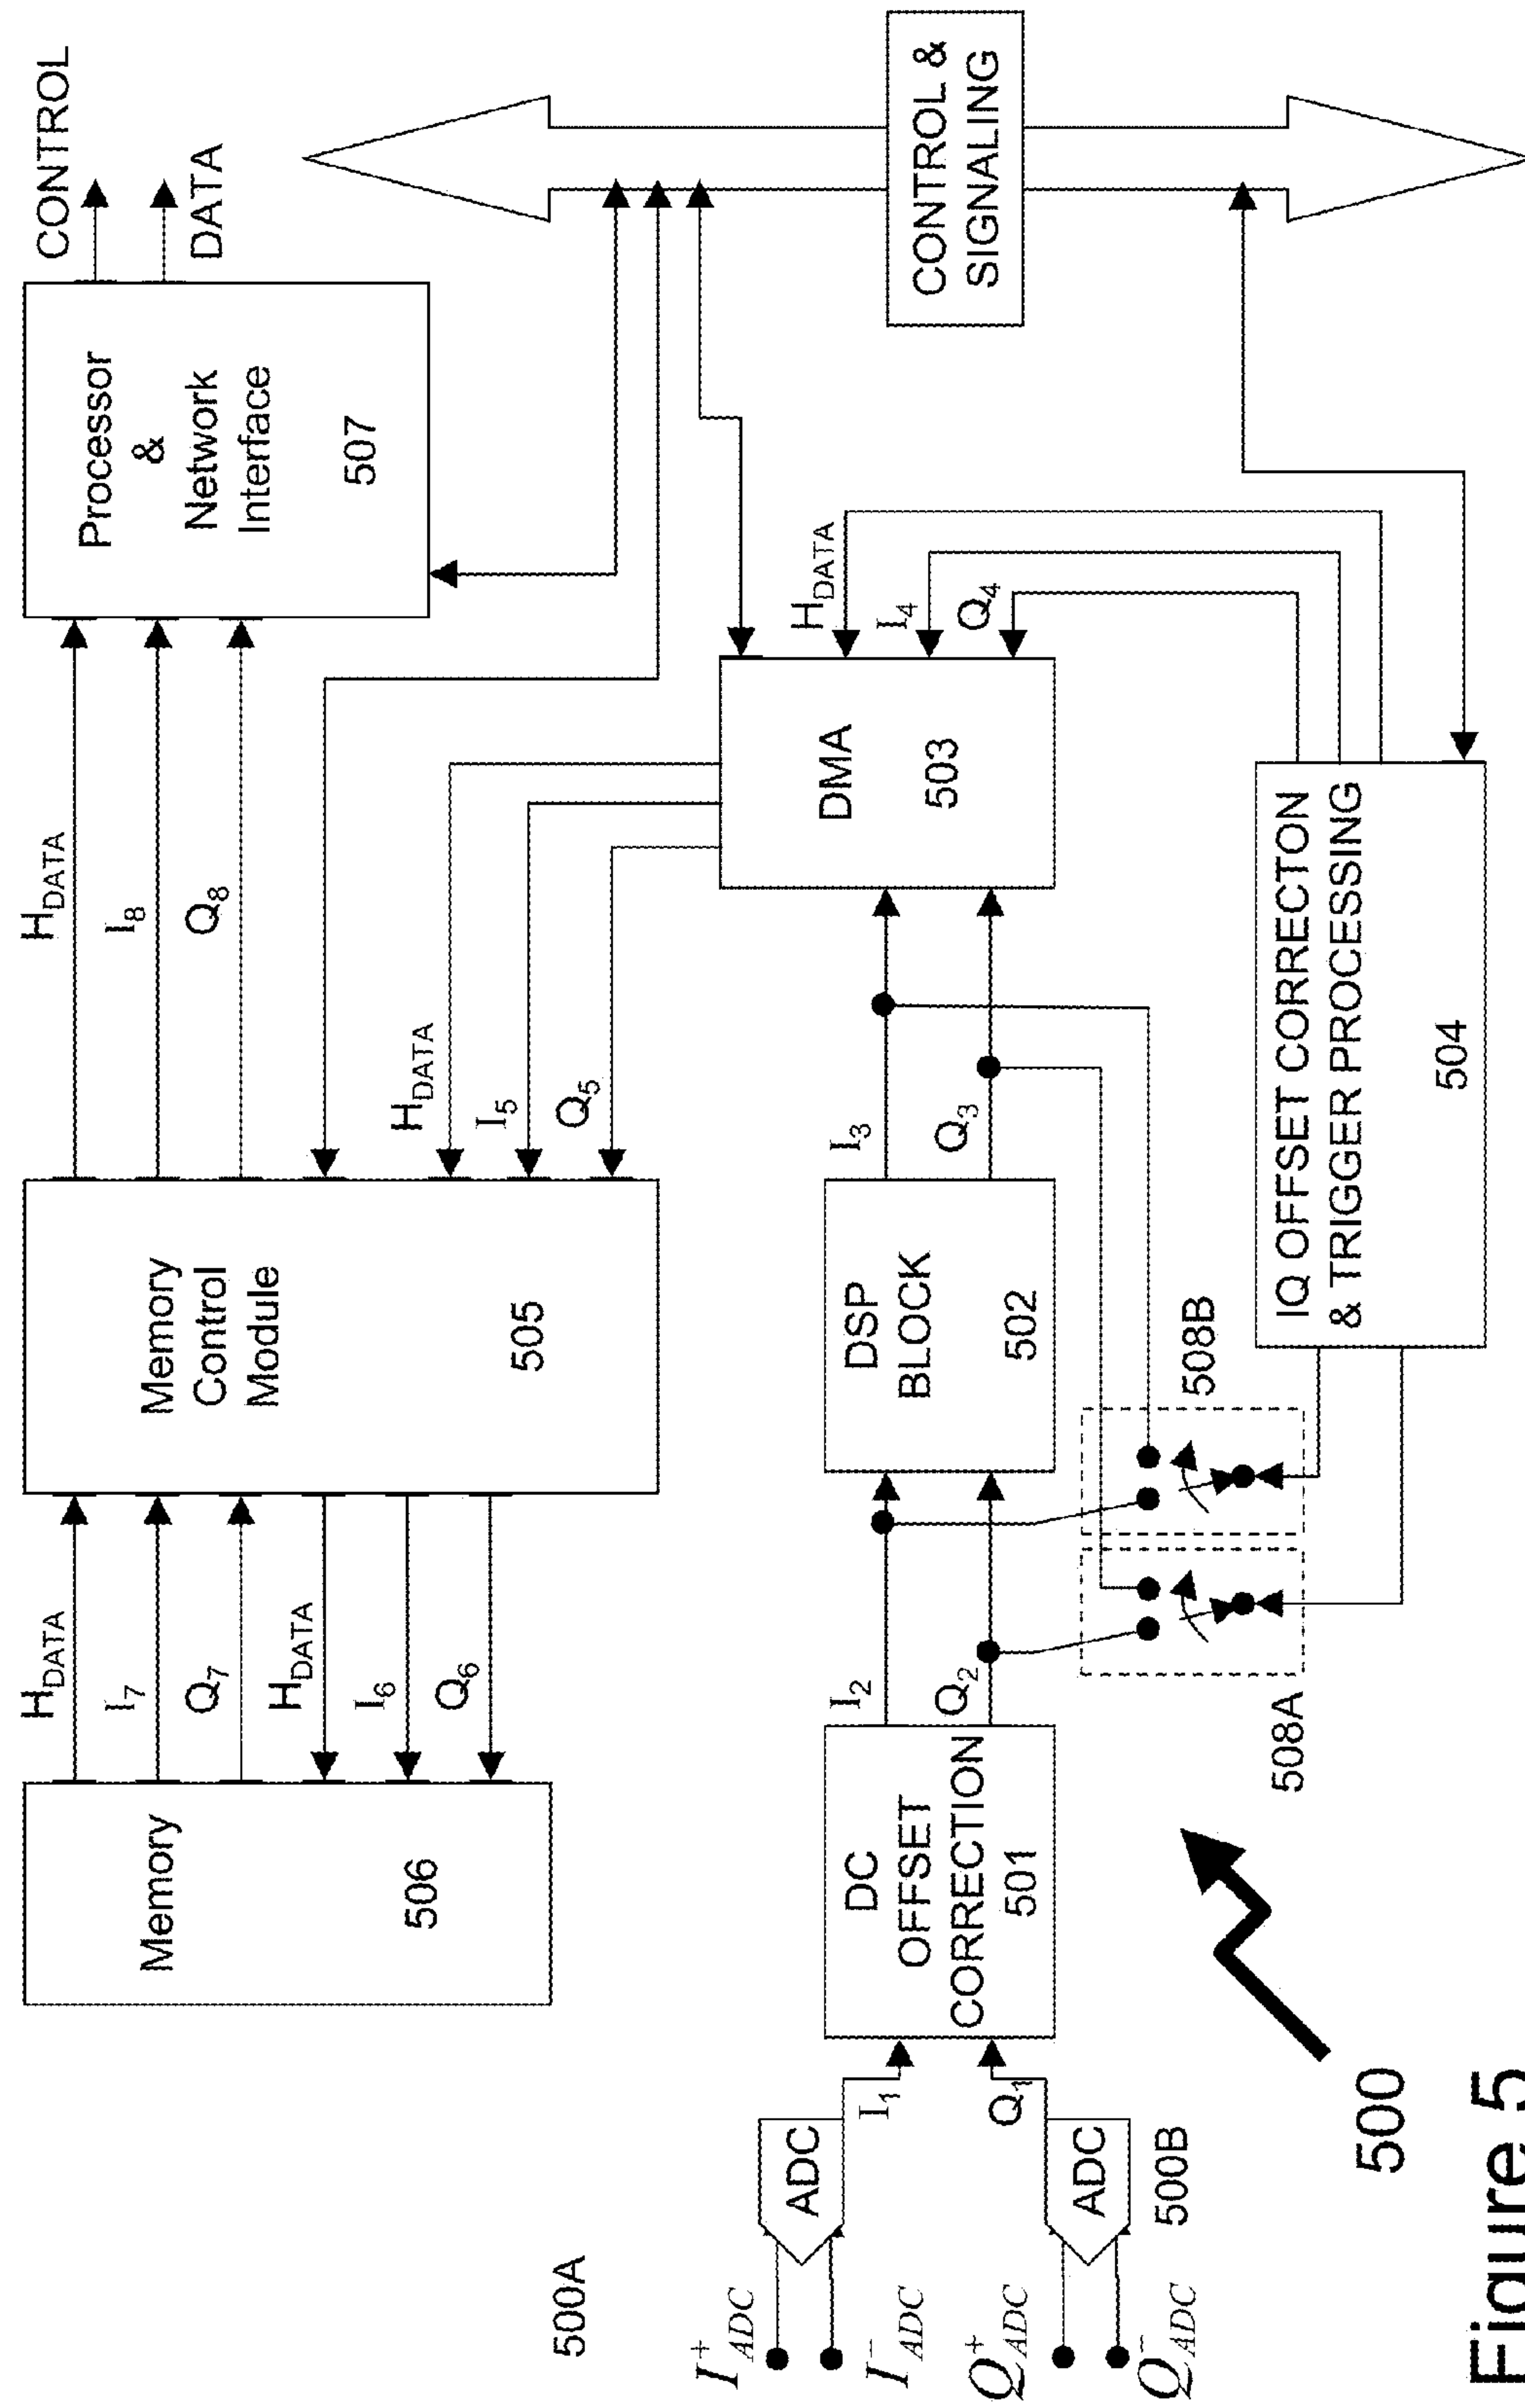 Memory
506
H_DATA
I_7
Q_7
H_DATA
I_6
Q_6
Memory
Control
Module
505
H_DATA
I_8
Q_8
H_DATA
I_5
Q_5
Processor
&
Network
Interface
507
CONTROL
DATA
500A
I^+_ADC
I^-_ADC
Q^+_ADC
Q^-_ADC
ADC
ADC
500B
I_1
Q_1
DC
OFFSET
CORRECTION
501
I_2
Q_2
DSP
BLOCK
502
I_3
Q_3
DMA
503
H_DATA
I_4
Q_4
CONTROL &
SIGNALING
508A
508B
IQ OFFSET CORRECTON
& TRIGGER PROCESSING
504
500
Figure 5